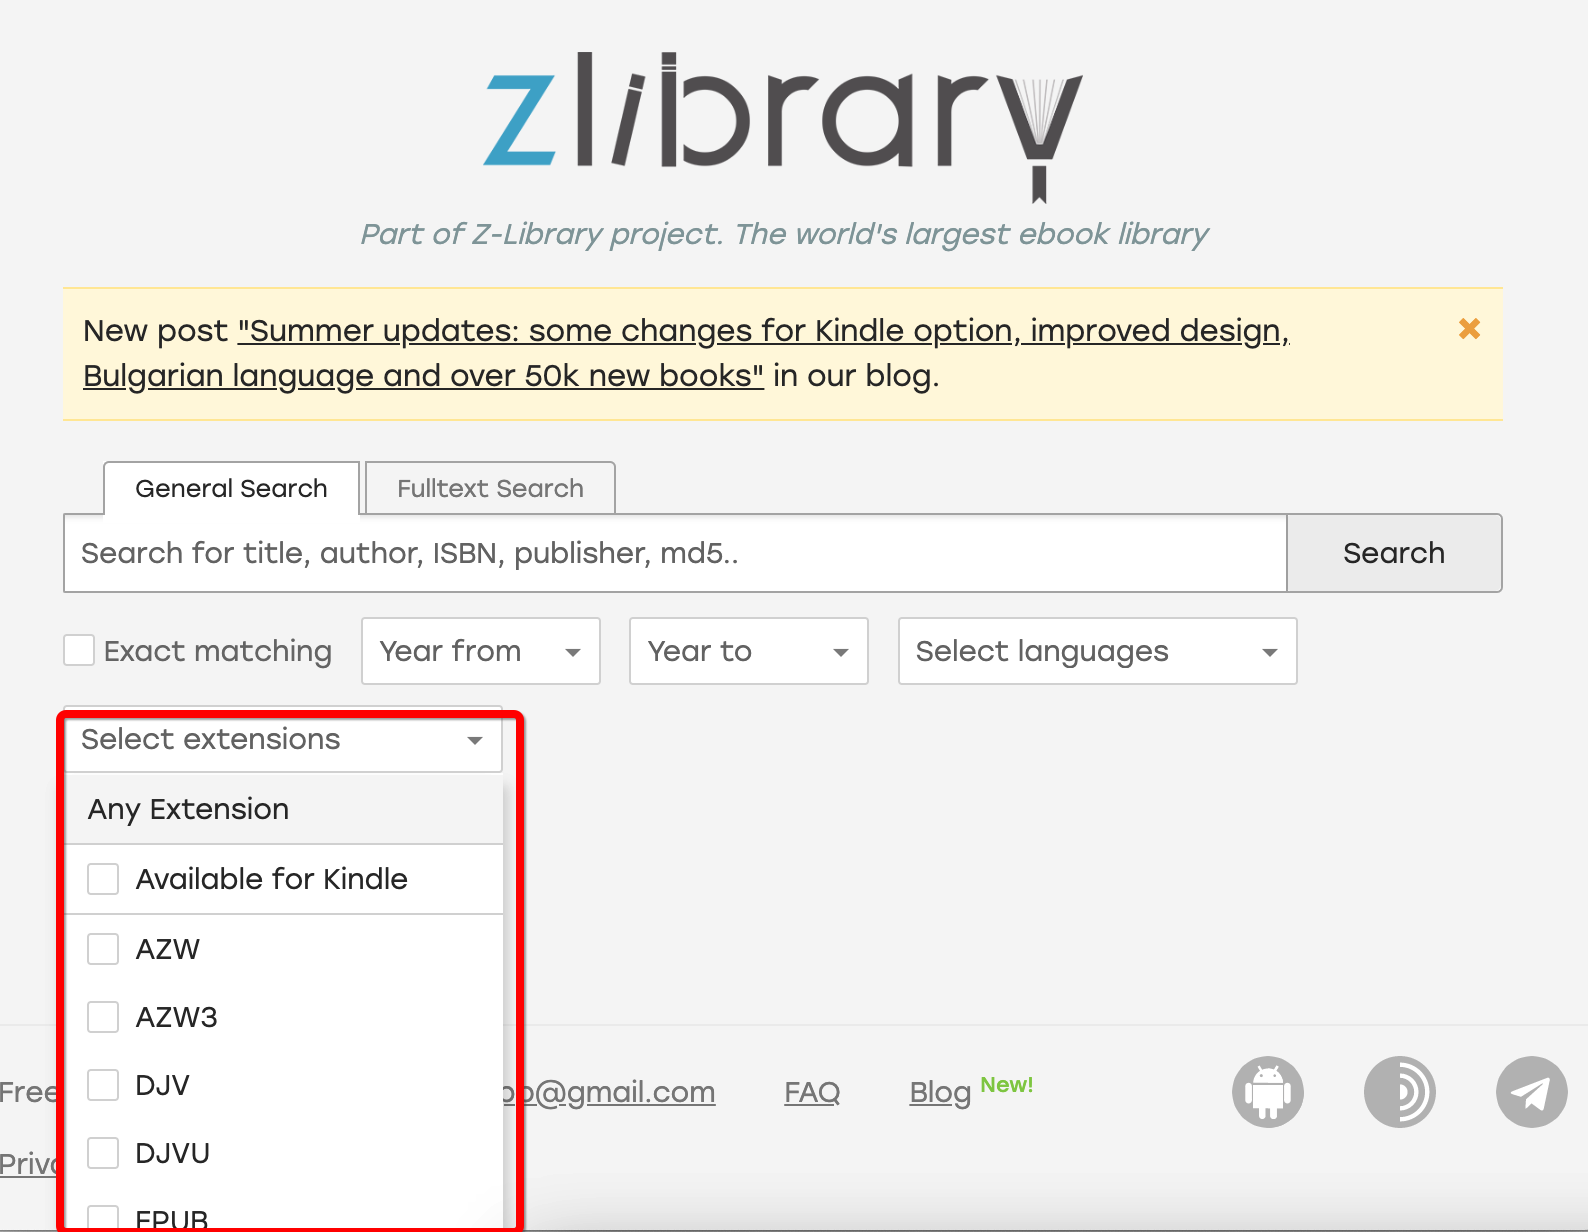 zlibrary
Part of Z-Library project. The world's largest ebook library
New post "Summer updates: some changes for Kindle option, improved design,
Bulgarian language and over 50k new books" in our blog.
General Search
Fulltext Search
Search for title, author, ISBN, publisher, md5..
Search
Exact matching
Year from
Year to
Select languages
Select extensions
Any Extension
Available for Kindle
AZW
AZW3
DJV
DJVU
EPUB
Free
@gmail.com
FAQ
Blog New!